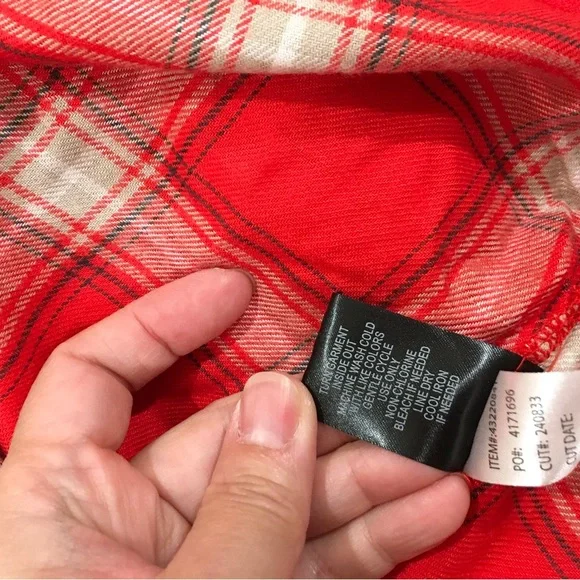 TURN GARMENT
INSIDE OUT
MACHINE WASH COLD
WITH LIKE COLORS
GENTLE CYCLE
USE ONLY
NON-CHLORINE
BLEACH IF NEEDED
LINE DRY
COOL IRON
IF NEEDED
ITEM#:
PO#: 4171696
CUT#: 240833
CUT DATE: